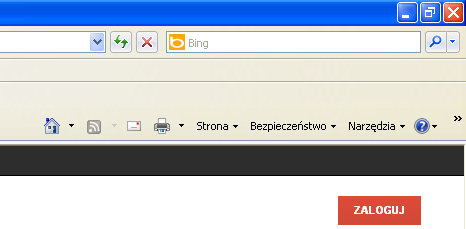 Bing
Strona Bezpieczeństwo Narzędzia
ZALOGUJ